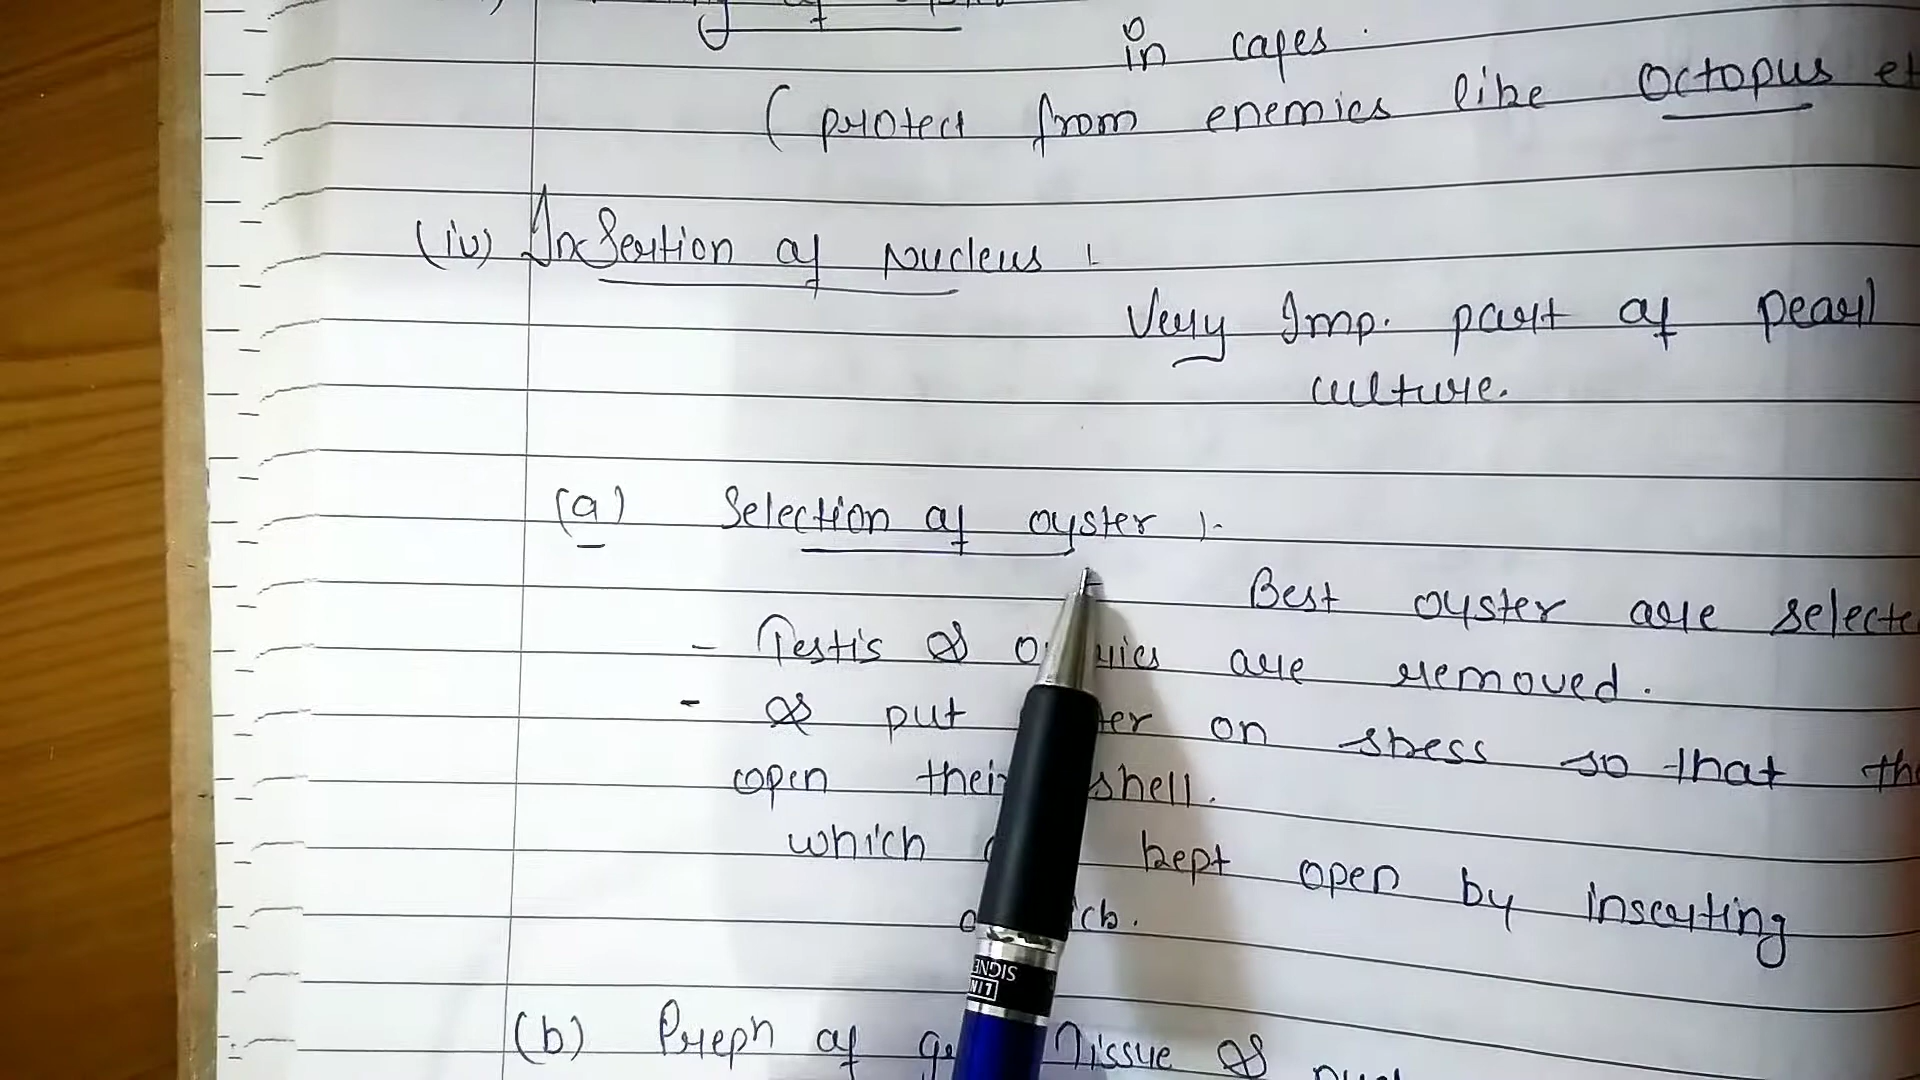 in cages.
( protect from enemies like octopus
(iv) Insertion of Nucleus :
Very Imp. part of pearl
culture.
(a) Selection of oyster :-
Best oyster are
- Testis & are removed.
- & put on stress so that
open shell.
which kept open by inserting
(b) Prepn of Tissue &
SIGNE